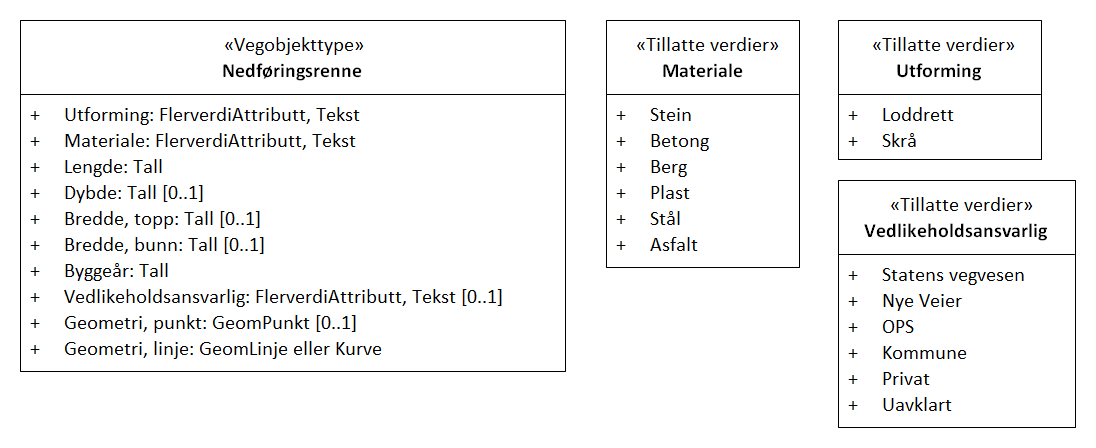 «Vegobjekttype»
Nedføringsrenne
+ Utforming: FlerverdiAttributt, Tekst
+ Materiale: FlerverdiAttributt, Tekst
+ Lengde: Tall
+ Dybde: Tall [0..1]
+ Bredde, topp: Tall [0..1]
+ Bredde, bunn: Tall [0..1]
+ Byggeår: Tall
+ Vedlikeholdsansvarlig: FlerverdiAttributt, Tekst [0..1]
+ Geometri, punkt: GeomPunkt [0..1]
+ Geometri, linje: GeomLinje eller Kurve
«Tillatte verdier»
Materiale
+ Stein
+ Betong
+ Berg
+ Plast
+ Stål
+ Asfalt
«Tillatte verdier»
Utforming
+ Loddrett
+ Skrå
«Tillatte verdier»
Vedlikeholdsansvarlig
+ Statens vegvesen
+ Nye Veier
+ OPS
+ Kommune
+ Privat
+ Uavklart